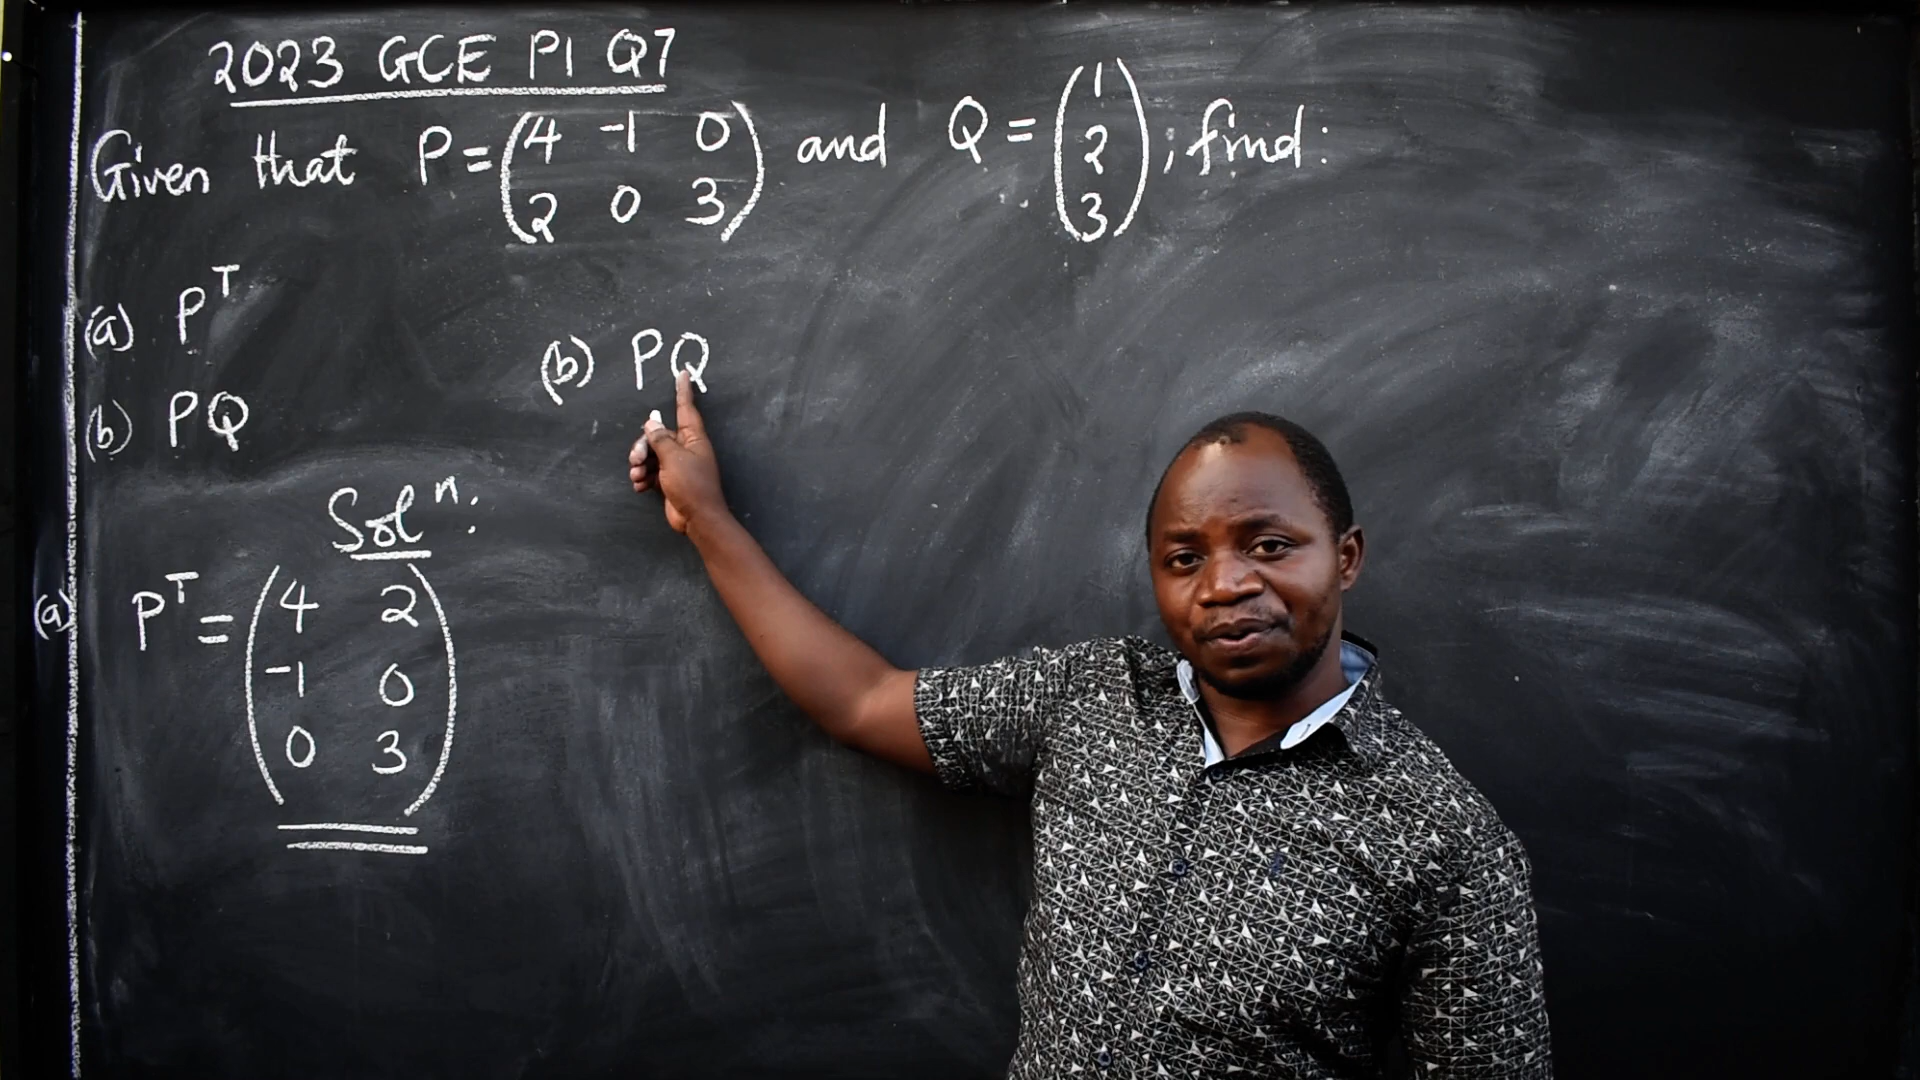 2023 GCE P1 Q7
Given that P = (4 -1 0
2 0 3) and Q = (1
2
3); find:
(a) P^T
(b) PQ
Sol^n:
(a) P^T = (4 2
-1 0
0 3)
(b) PQ